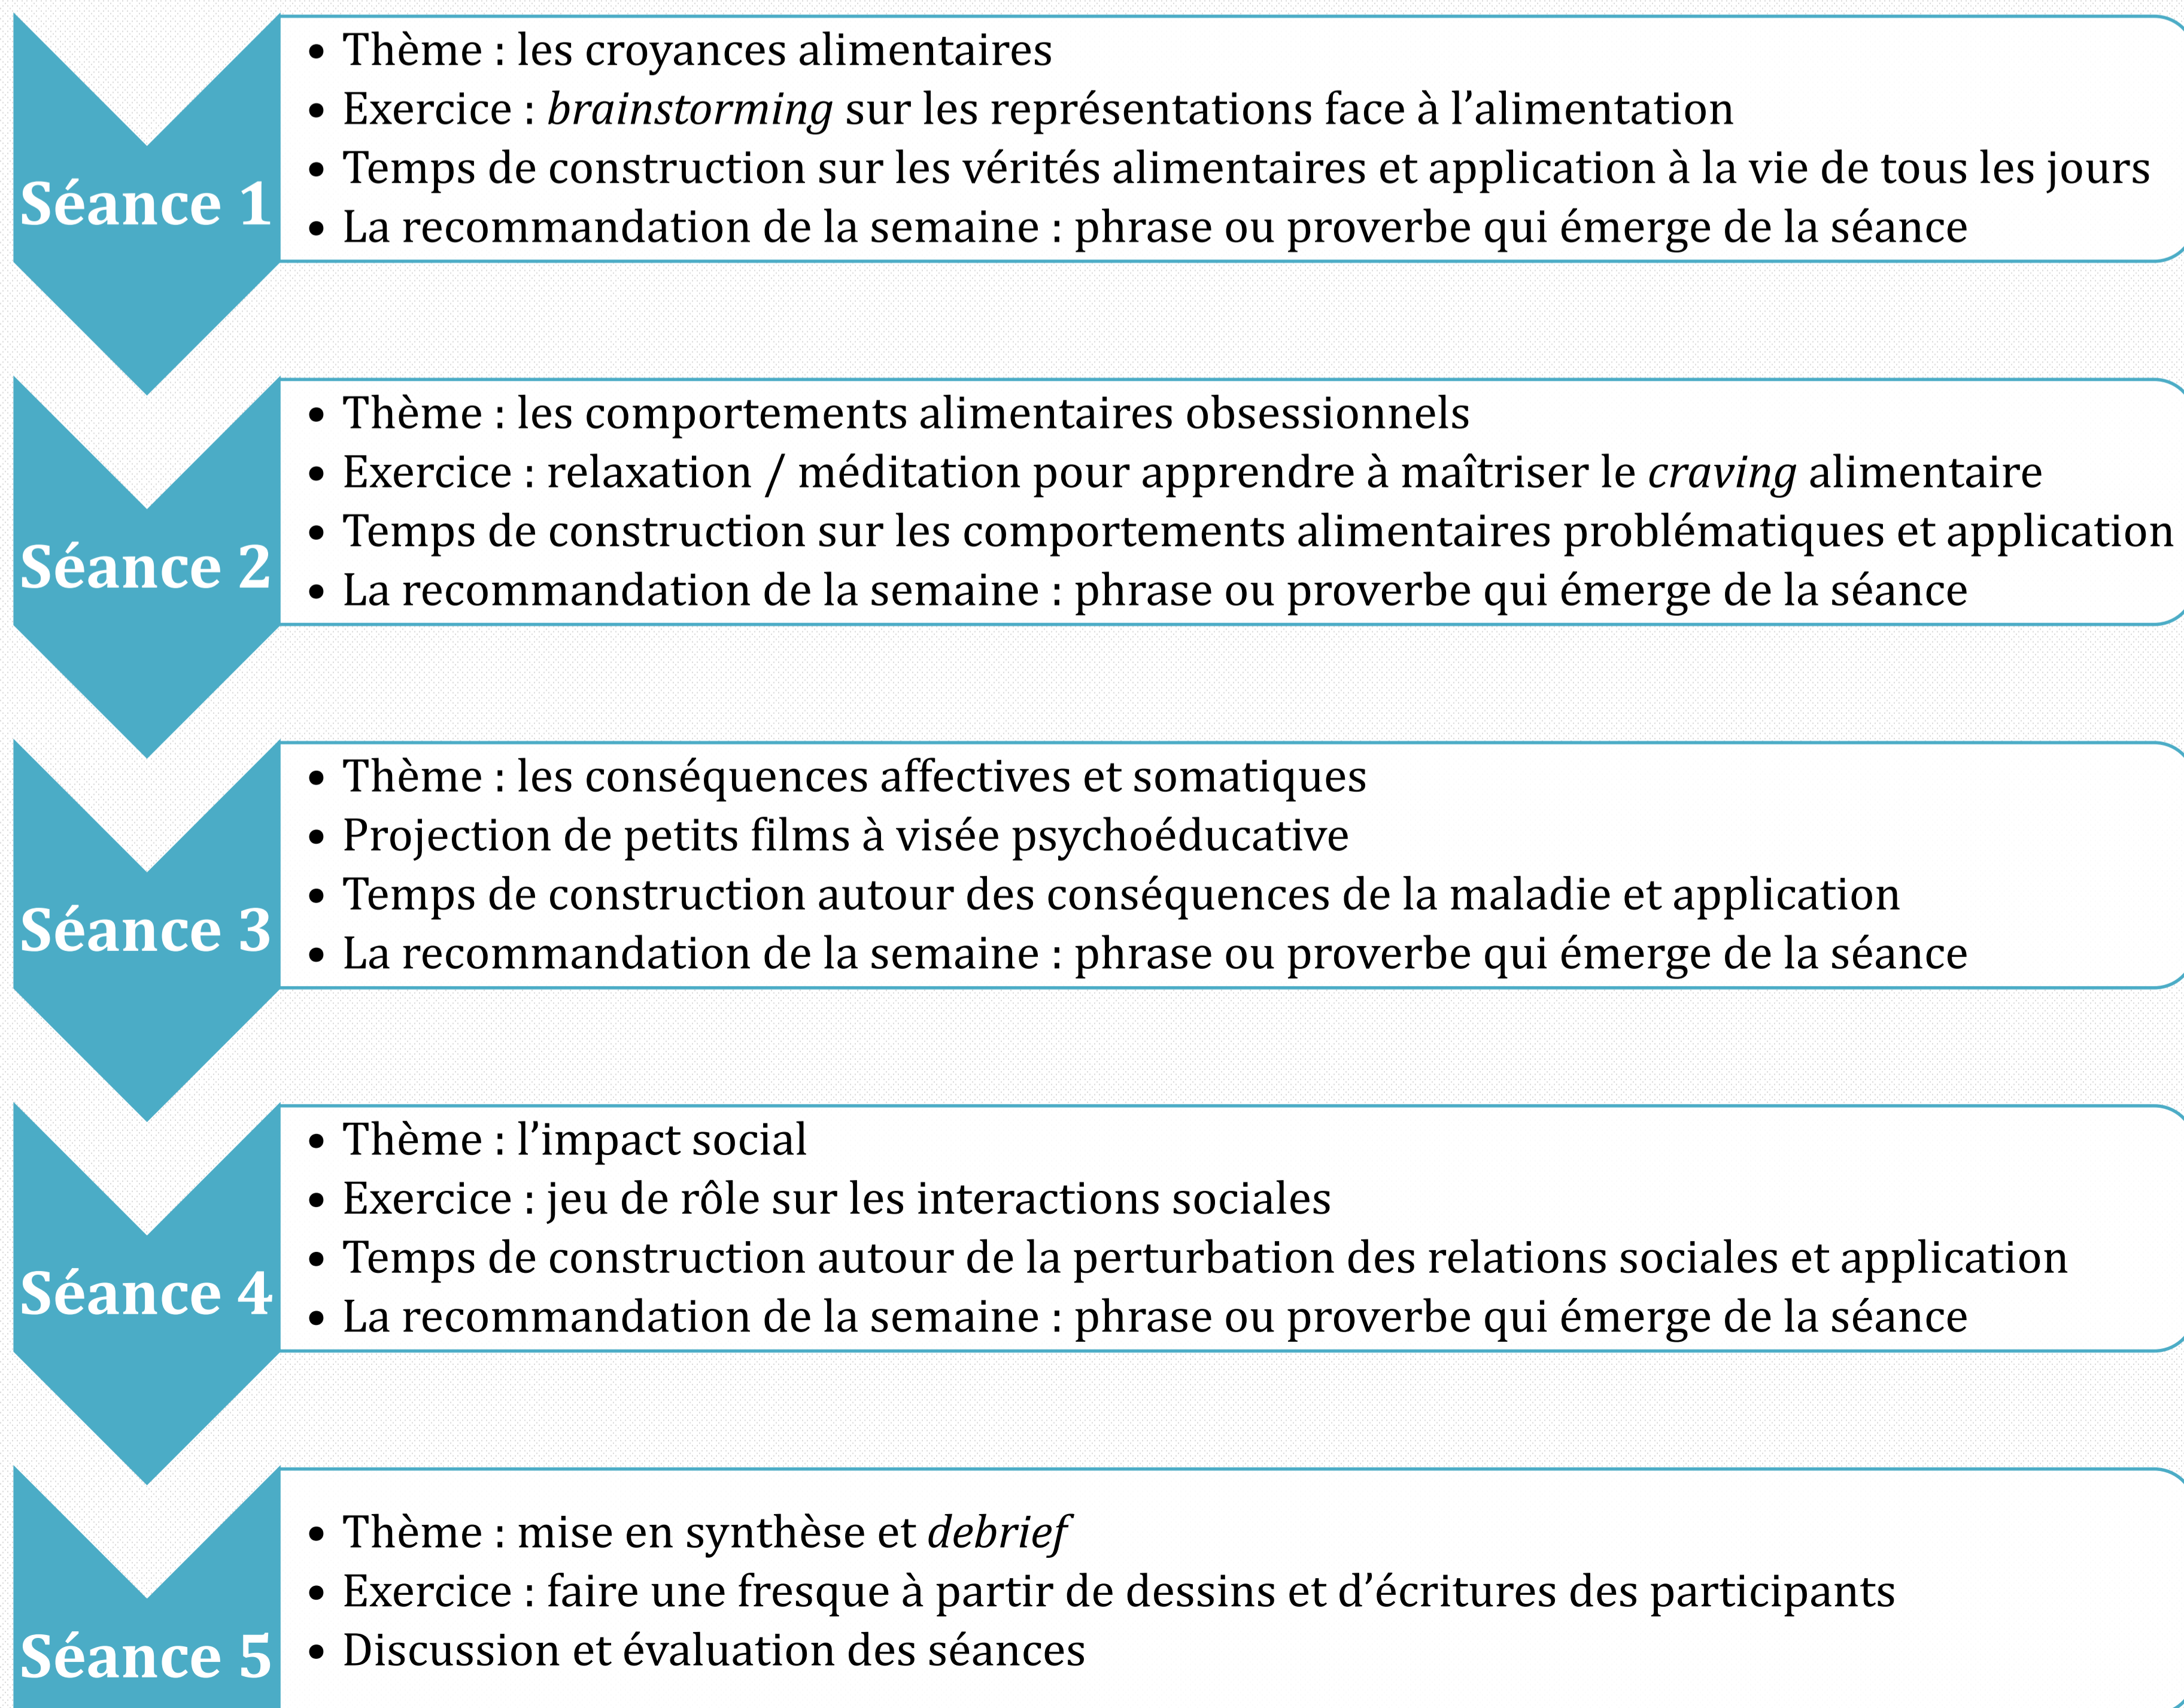 Séance 1
• Thème : les croyances alimentaires
• Exercice : brainstorming sur les représentations face à l’alimentation
• Temps de construction sur les vérités alimentaires et application à la vie de tous les jours
• La recommandation de la semaine : phrase ou proverbe qui émerge de la séance
Séance 2
• Thème : les comportements alimentaires obsessionnels
• Exercice : relaxation / méditation pour apprendre à maîtriser le craving alimentaire
• Temps de construction sur les comportements alimentaires problématiques et application
• La recommandation de la semaine : phrase ou proverbe qui émerge de la séance
Séance 3
• Thème : les conséquences affectives et somatiques
• Projection de petits films à visée psychoéducative
• Temps de construction autour des conséquences de la maladie et application
• La recommandation de la semaine : phrase ou proverbe qui émerge de la séance
Séance 4
• Thème : l’impact social
• Exercice : jeu de rôle sur les interactions sociales
• Temps de construction autour de la perturbation des relations sociales et application
• La recommandation de la semaine : phrase ou proverbe qui émerge de la séance
Séance 5
• Thème : mise en synthèse et debrief
• Exercice : faire une fresque à partir de dessins et d’écritures des participants
• Discussion et évaluation des séances